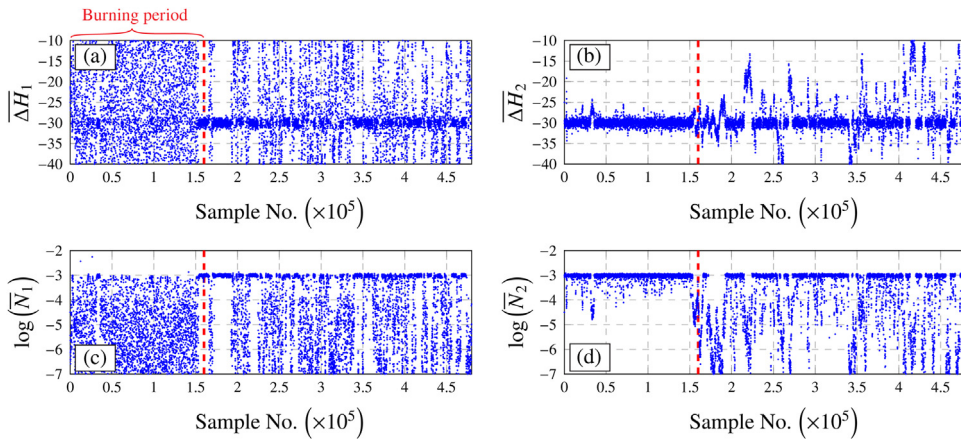 Burning period
(a)
−10
−15
−20
−25
−30
−35
−40
ΔH₁
0 0.5 1 1.5 2 2.5 3 3.5 4 4.5
Sample No. (×10⁵)
(b)
−10
−15
−20
−25
−30
−35
−40
ΔH₂
0 0.5 1 1.5 2 2.5 3 3.5 4 4.5
Sample No. (×10⁵)
(c)
−2
−3
−4
−5
−6
−7
log(N̅₁)
0 0.5 1 1.5 2 2.5 3 3.5 4 4.5
Sample No. (×10⁵)
(d)
−2
−3
−4
−5
−6
−7
log(N̅₂)
0 0.5 1 1.5 2 2.5 3 3.5 4 4.5
Sample No. (×10⁵)